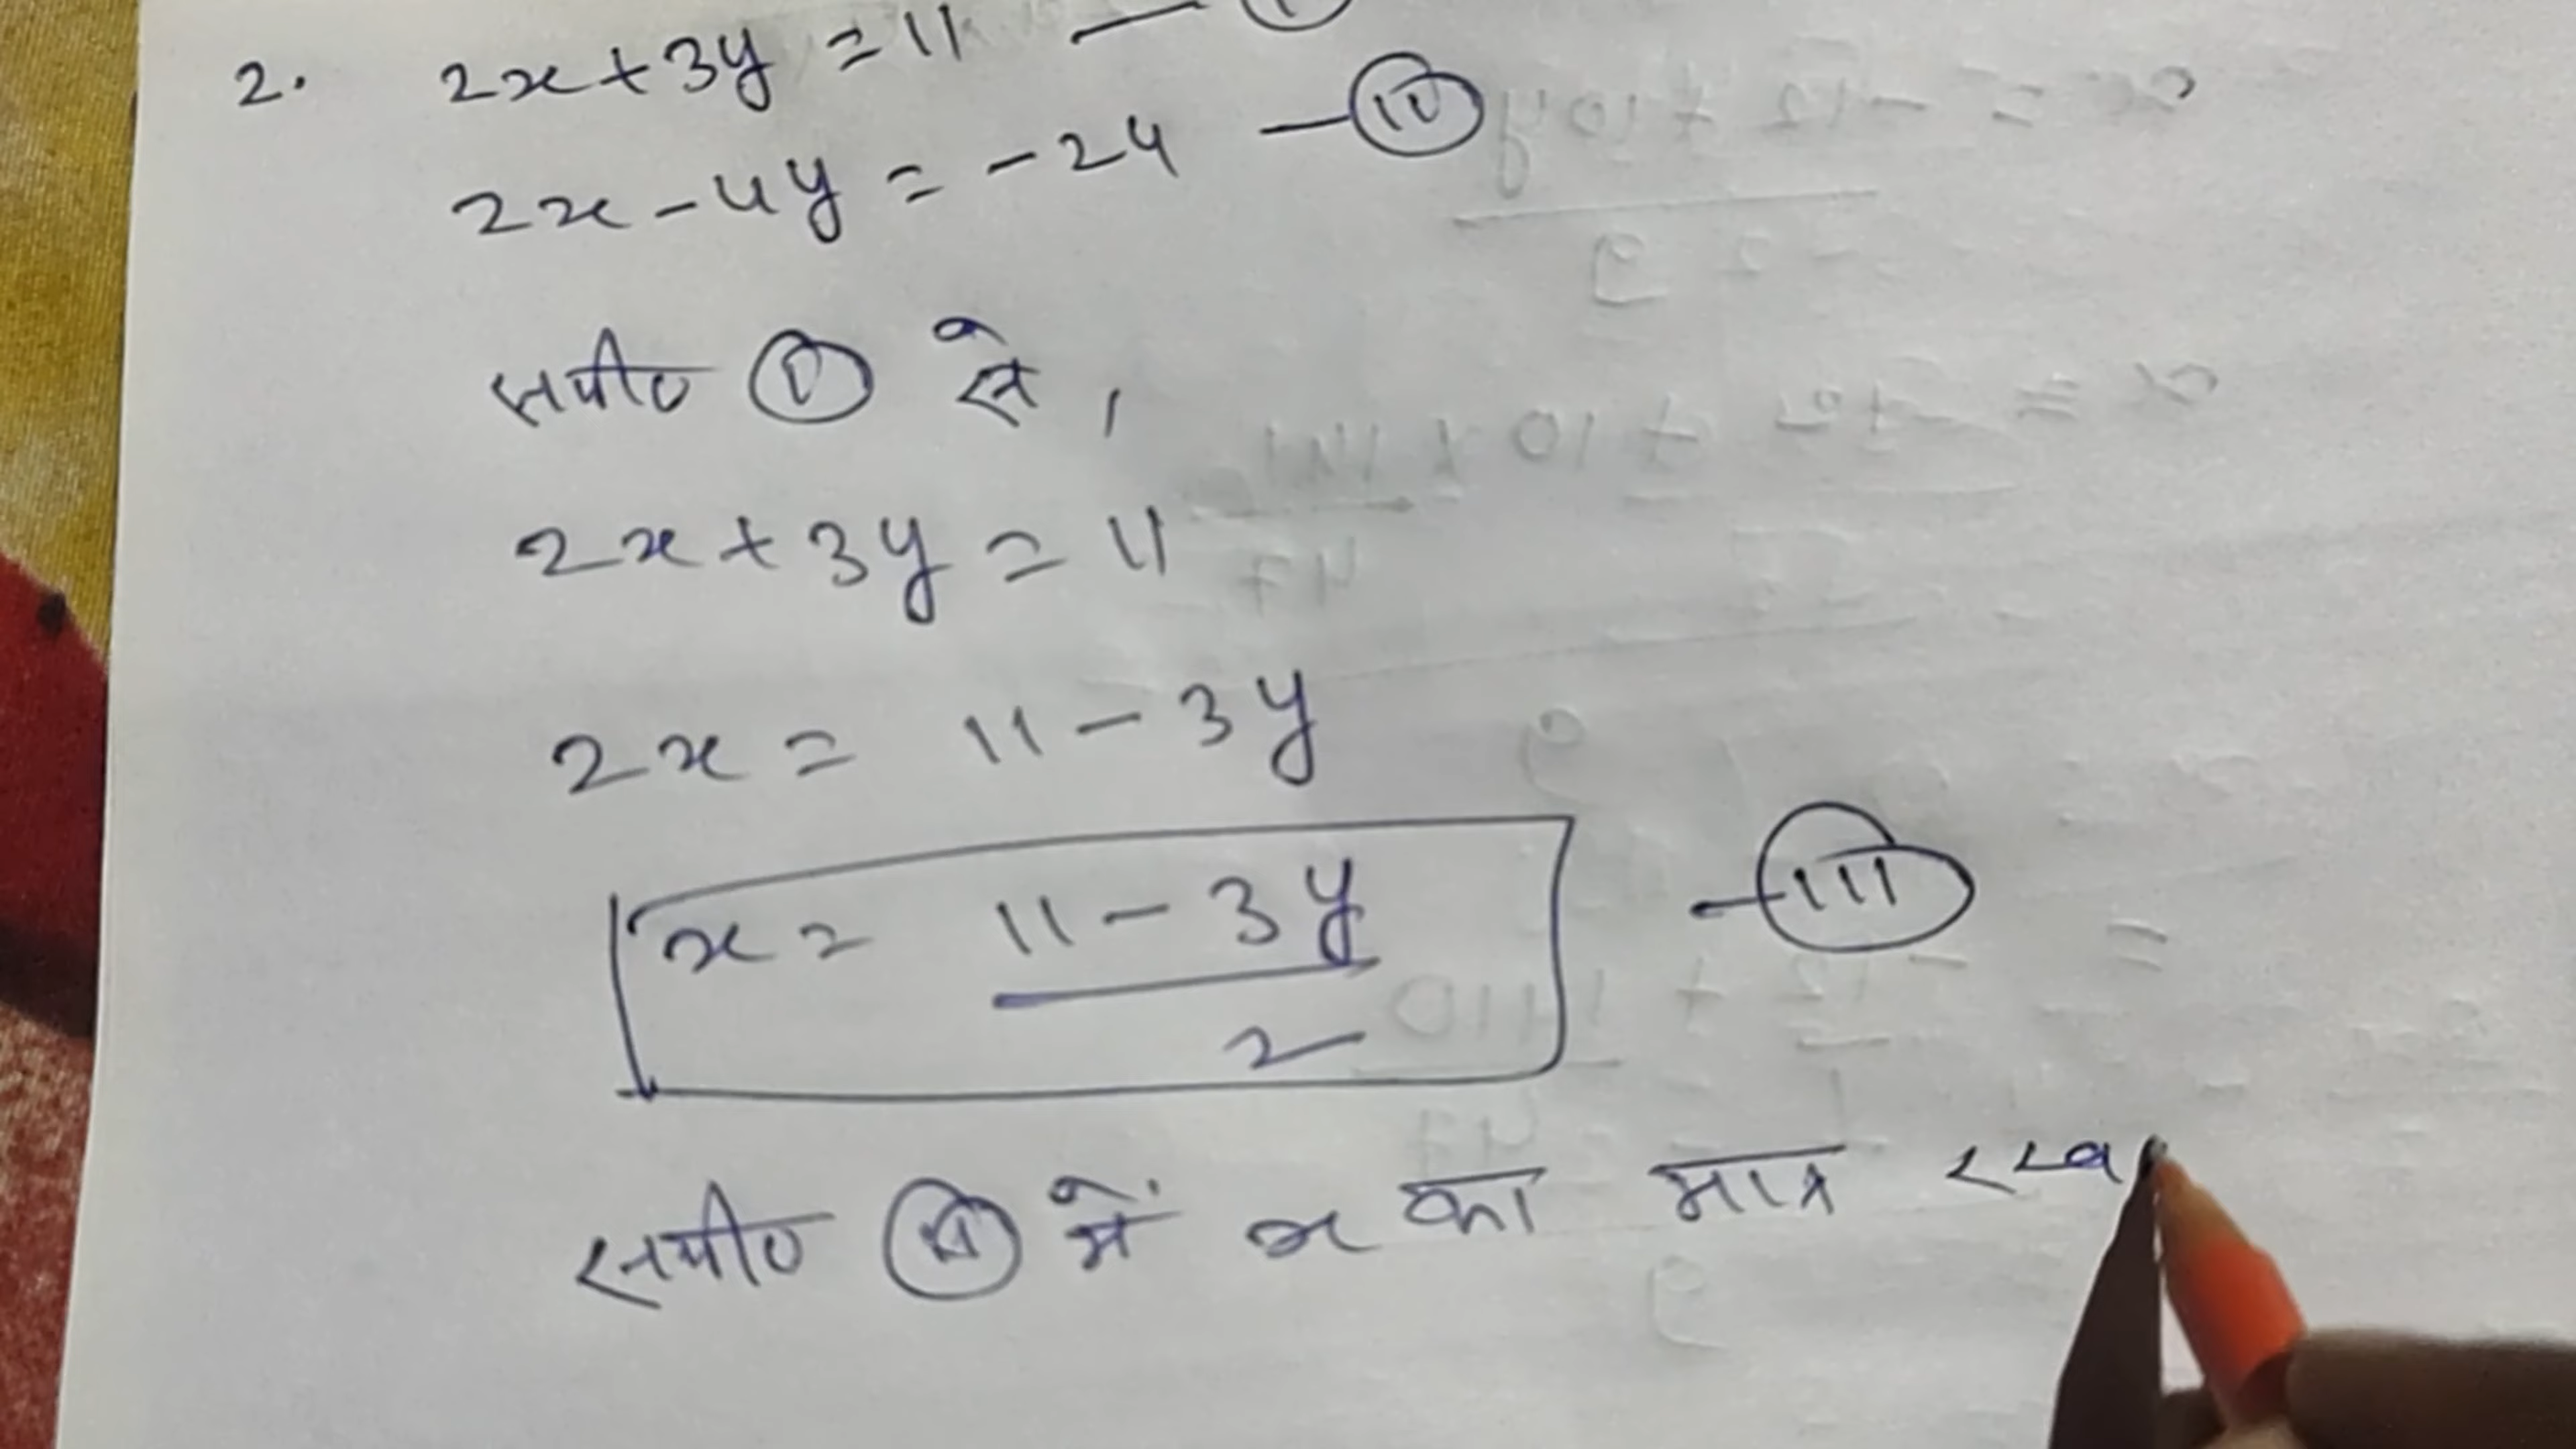 2. 2x+3y = 11 — (i)
2x-4y = -24 — (ii)
समी० (i) से,
2x+3y = 11
2x = 11-3y
x = 11-3y / 2 — (iii)
समी० (ii) में x का मान